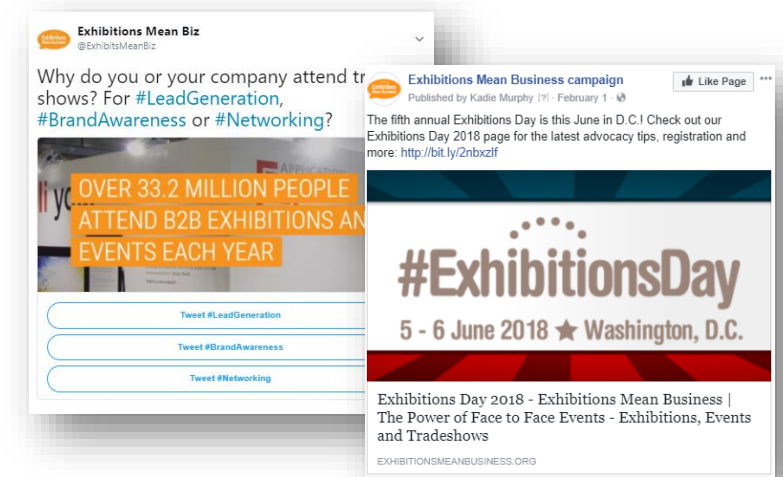 Exhibitions Mean Biz
@ExhibitsMeanBiz
Why do you or your company attend tr
shows? For #LeadGeneration,
#BrandAwareness or #Networking?
APPLICATION
OVER 33.2 MILLION PEOPLE
ATTEND B2B EXHIBITIONS AN
EVENTS EACH YEAR
Tweet #LeadGeneration
Tweet #BrandAwareness
Tweet #Networking
Exhibitions Mean Business campaign
Like Page
Published by Kadie Murphy [?] · February 1 ·
The fifth annual Exhibitions Day is this June in D.C.! Check out our
Exhibitions Day 2018 page for the latest advocacy tips, registration and
more: http://bit.ly/2nbxzlf
#ExhibitionsDay
5 - 6 June 2018 ★ Washington, D.C.
Exhibitions Day 2018 - Exhibitions Mean Business |
The Power of Face to Face Events - Exhibitions, Events
and Tradeshows
EXHIBITIONSMEANBUSINESS.ORG